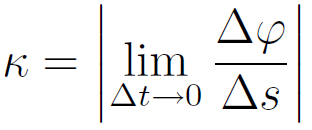 κ = | lim_{Δt→0} Δφ/Δs |